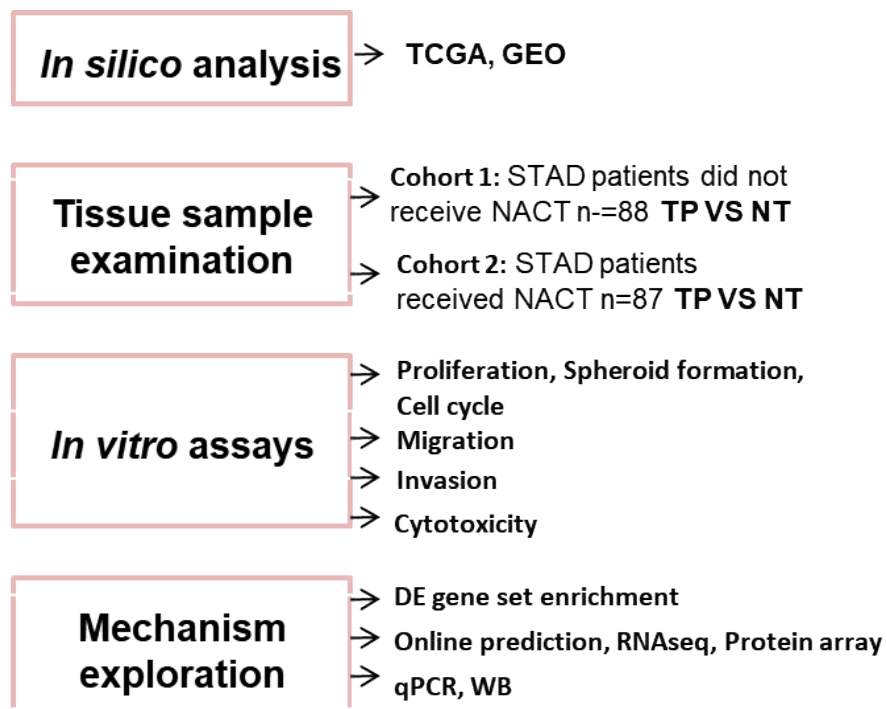 In silico analysis
TCGA, GEO
Tissue sample
examination
Cohort 1: STAD patients did not
receive NACT n-=88 TP VS NT
Cohort 2: STAD patients
received NACT n=87 TP VS NT
In vitro assays
Proliferation, Spheroid formation,
Cell cycle
Migration
Invasion
Cytotoxicity
Mechanism
exploration
DE gene set enrichment
Online prediction, RNAseq, Protein array
qPCR, WB